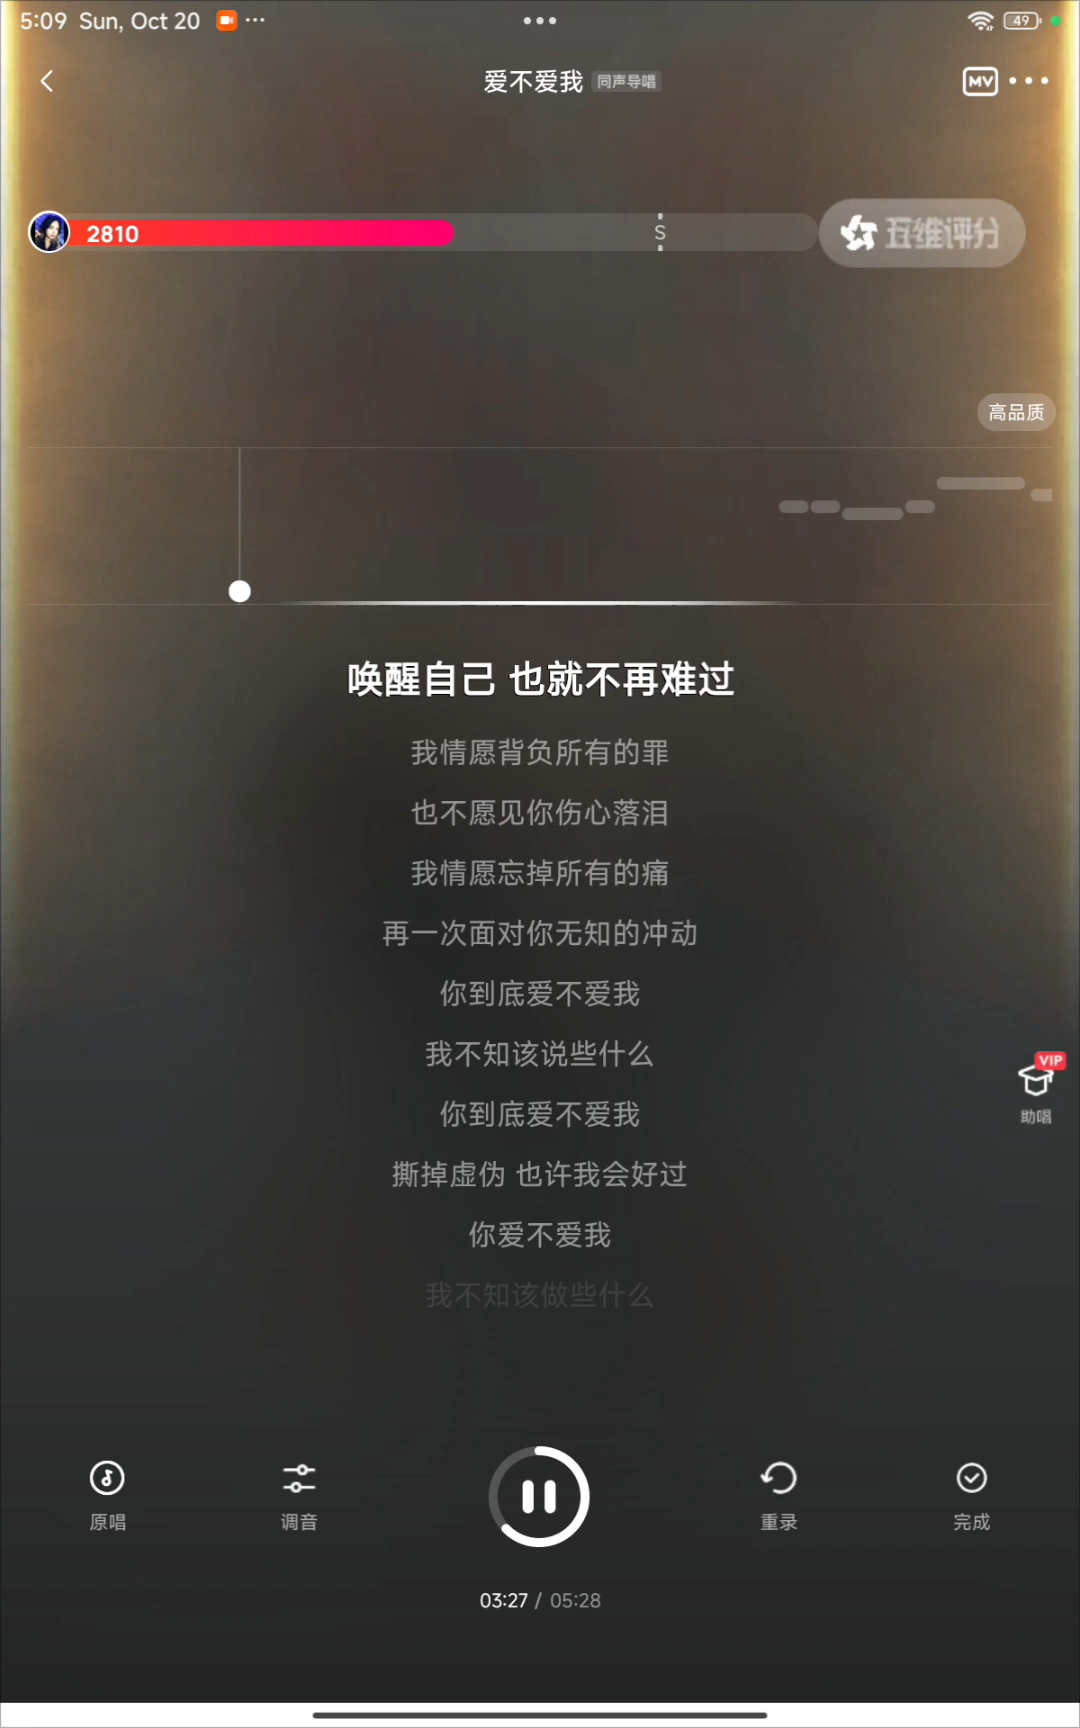 5:09 Sun, Oct 20
49
爱不爱我 同声导唱
MV
2810
S
五维评分
高品质
唤醒自己 也就不再难过
我情愿背负所有的罪
也不愿见你伤心落泪
我情愿忘掉所有的痛
再一次面对你无知的冲动
你到底爱不爱我
我不知该说些什么
你到底爱不爱我
撕掉虚伪 也许我会好过
你爱不爱我
我不知该做些什么
VIP
助唱
原唱
调音
重录
完成
03:27 / 05:28